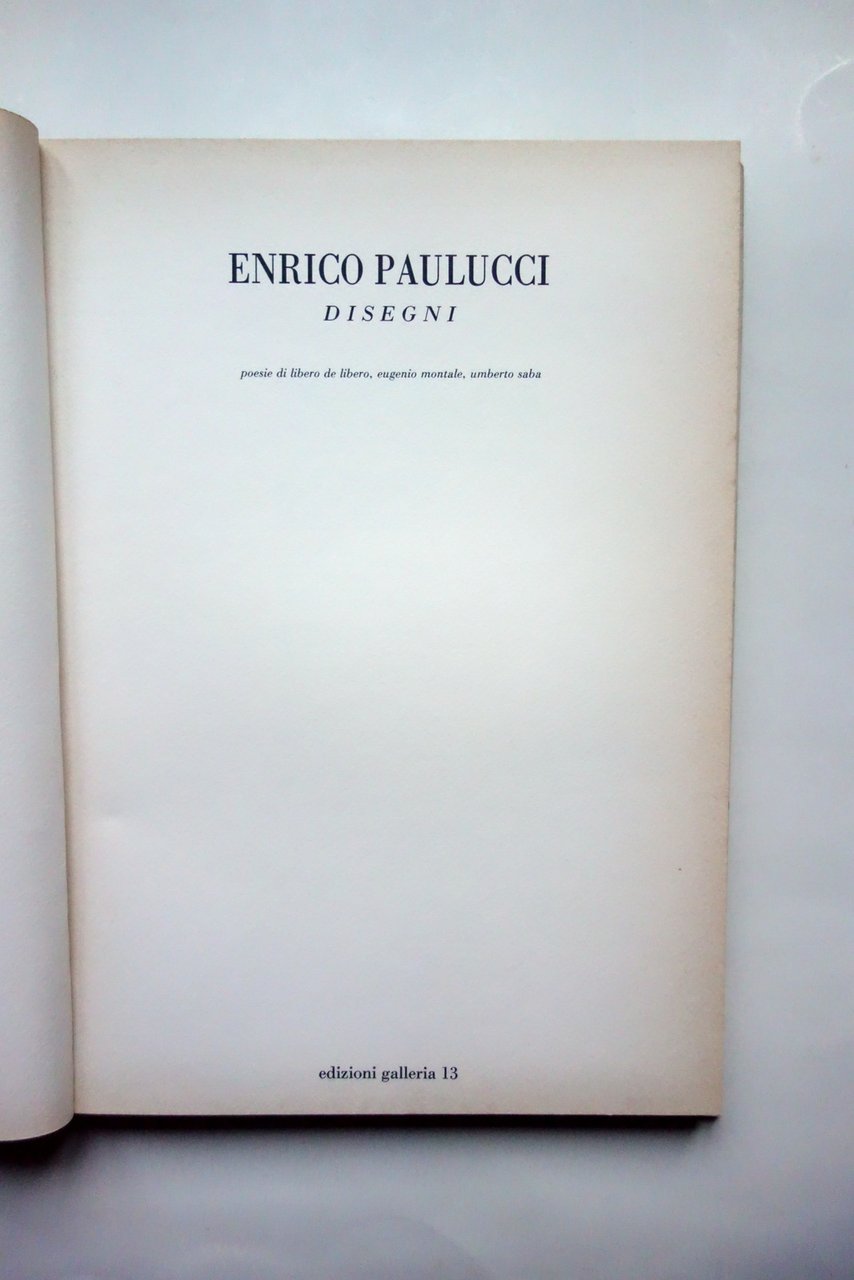 ENRICO PAULUCCI
DISEGNI
poesie di libero de libero, eugenio montale, umberto saba
edizioni galleria 13